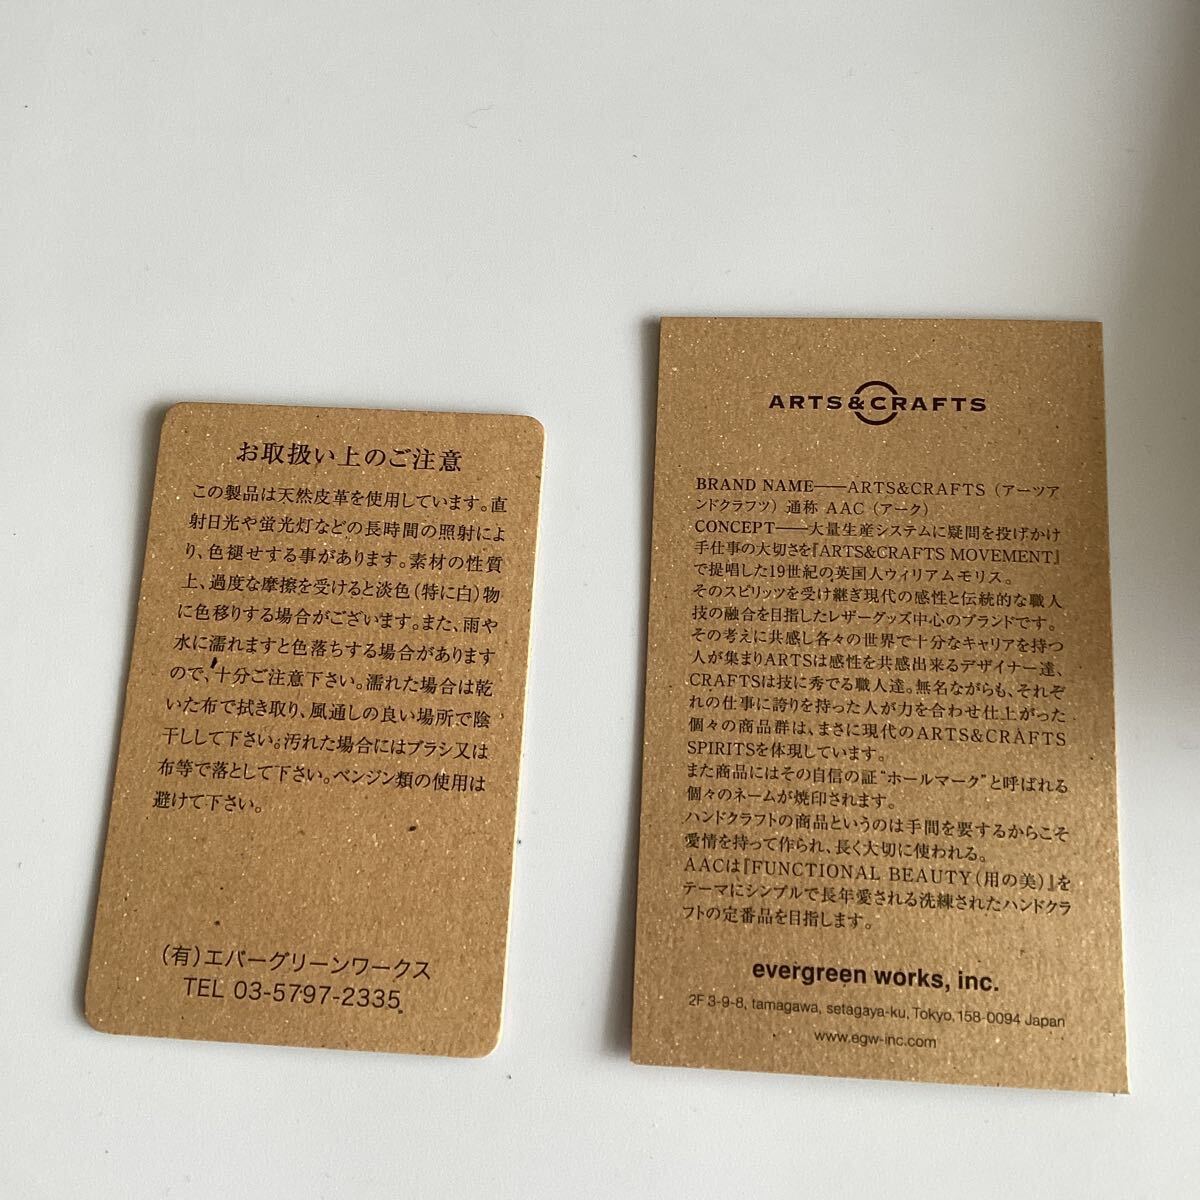 お取扱い上のご注意
この製品は天然皮革を使用しています。直
射日光や蛍光灯などの長時間の照射によ
り、色褪せする事があります。素材の性質
上、過度な摩擦を受けると淡色(特に白)物
に色移りする場合がございます。また、雨や
水に濡れますと色落ちする場合があります
ので、十分ご注意下さい。濡れた場合は乾
いた布で拭き取り、風通しの良い場所で陰
干しして下さい。汚れた場合にはブラシ又は
布等で落として下さい。ベンジン類の使用は
避けて下さい。
(有)エバーグリーンワークス
TEL 03-5797-2335
ARTS&CRAFTS
BRAND NAME——ARTS&CRAFTS (アーツア
ンドクラフツ) 通称 AAC (アーク)
CONCEPT——大量生産システムに疑問を投げかけ
手仕事の大切さを『ARTS&CRAFTS MOVEMENT』
で提唱した19世紀の英国人ウィリアムモリス。
そのスピリッツを受け継ぎ現代の感性と伝統的な職人
技の融合を目指したレザーグッズ中心のブランドです。
その考えに共感し各々の世界で十分なキャリアを持つ
人が集まりARTSは感性を共感出来るデザイナー達、
CRAFTSは技に秀でる職人達。無名ながらも、それぞ
れの仕事に誇りを持った人が力を合わせ仕上がった
個々の商品群は、まさに現代のARTS&CRAFTS
SPIRITSを体現しています。
また商品にはその自信の証"ホールマーク"と呼ばれる
個々のネームが焼印されます。
ハンドクラフトの商品というのは手間を要するからこそ
愛情を持って作られ、長く大切に使われる。
AACは『FUNCTIONAL BEAUTY(用の美)』を
テーマにシンプルで長年愛される洗練されたハンドクラ
フトの定番品を目指します。
evergreen works, inc.
2F 3-9-8, tamagawa, setagaya-ku, Tokyo, 158-0094 Japan
www.egw-inc.com